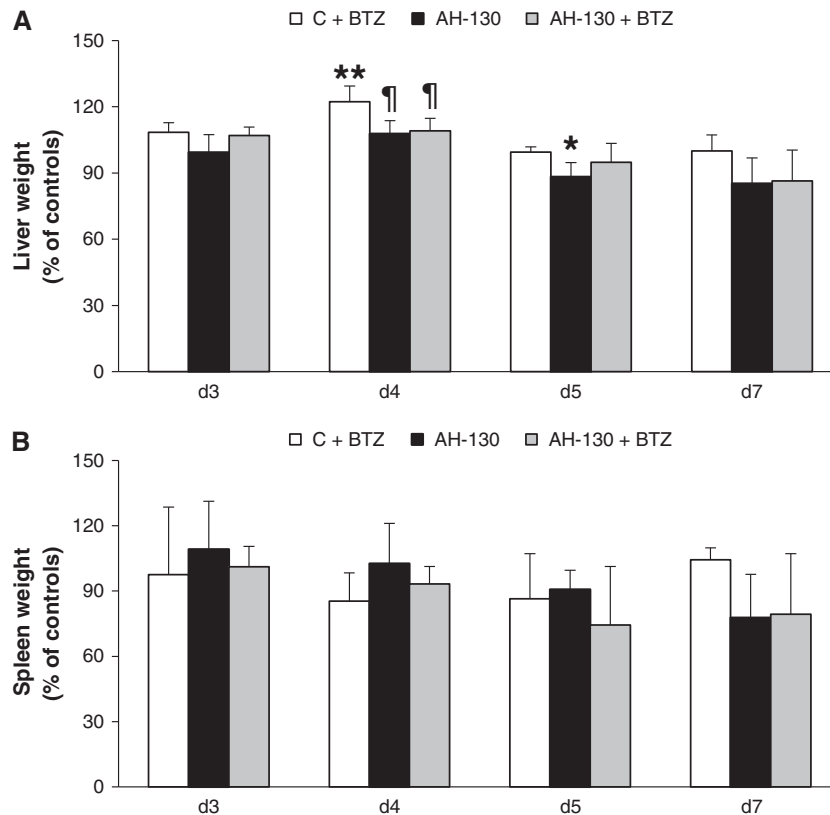 A
C + BTZ AH-130 AH-130 + BTZ
150
120
90
60
30
0
Liver weight
(% of controls)
** ¶ ¶
*
d3 d4 d5 d7
B
C + BTZ AH-130 AH-130 + BTZ
150
120
90
60
30
0
Spleen weight
(% of controls)
d3 d4 d5 d7